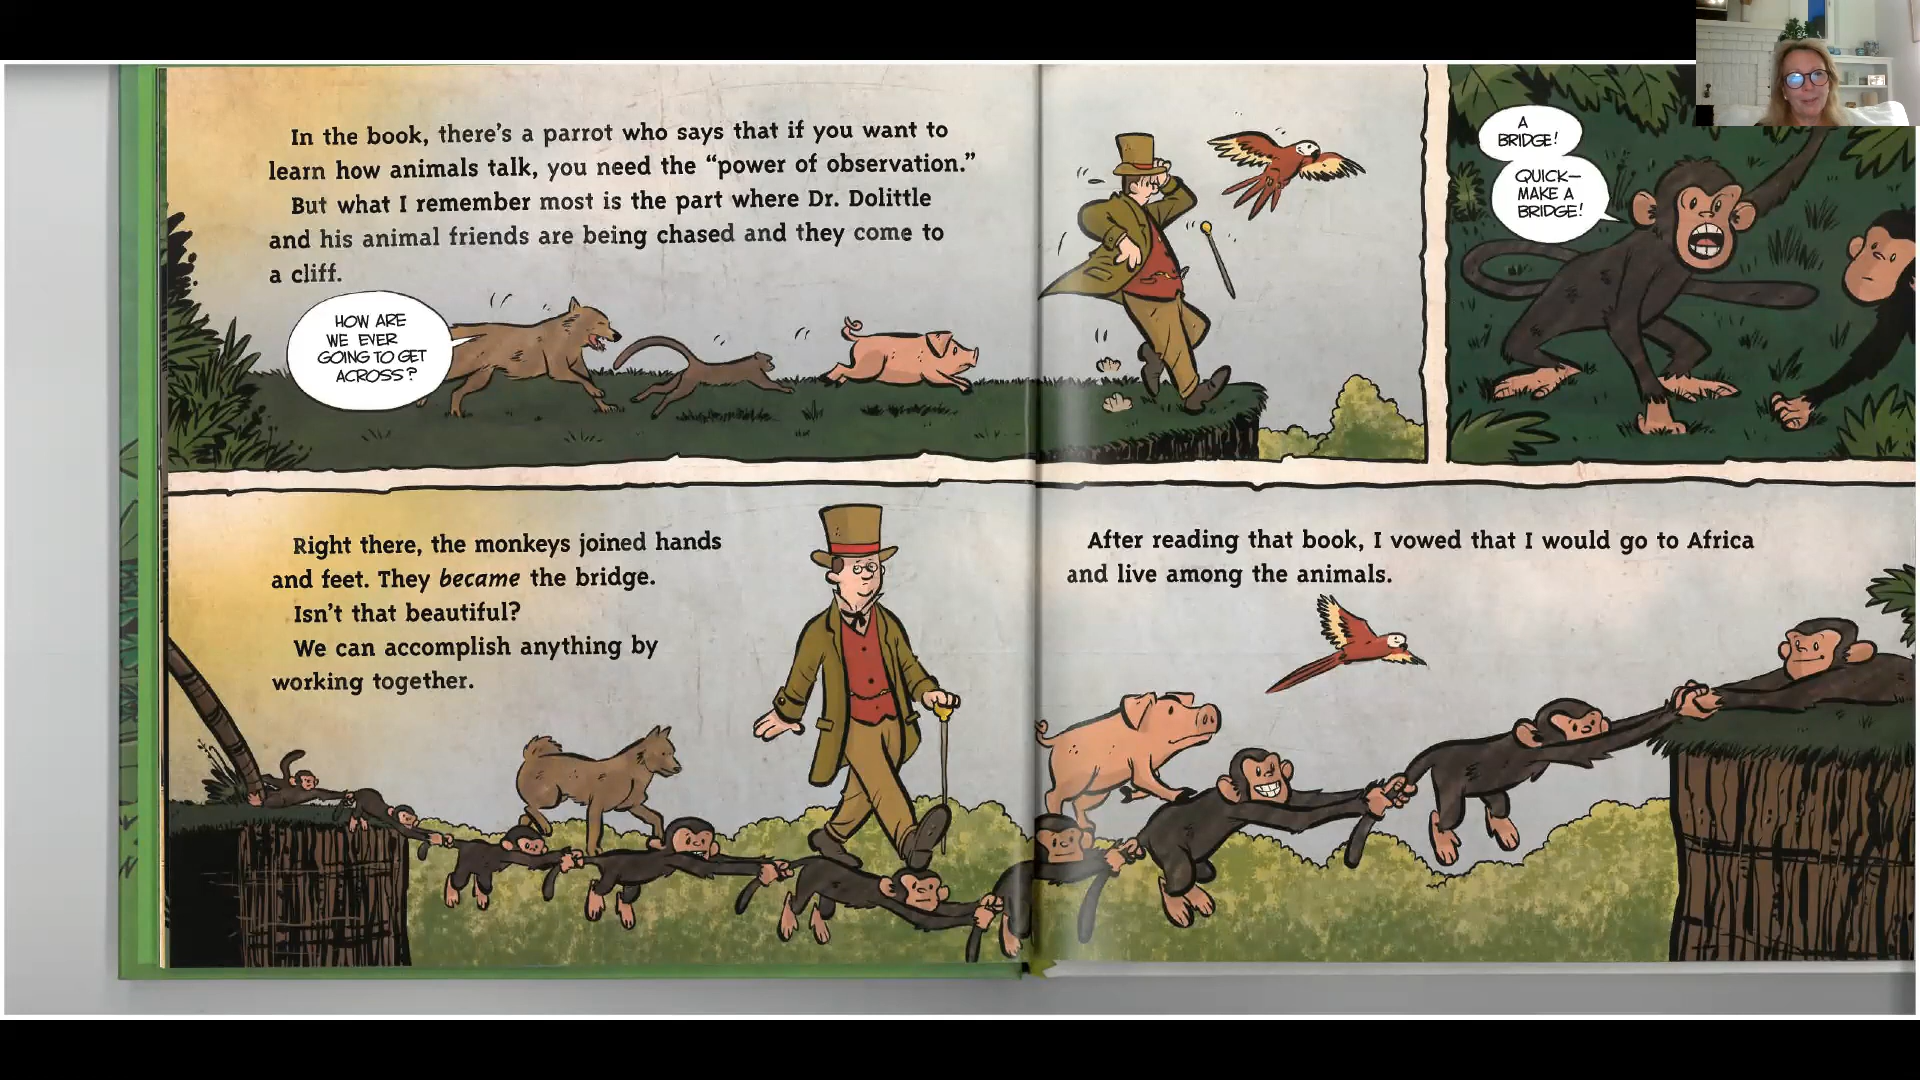 In the book, there's a parrot who says that if you want to
learn how animals talk, you need the “power of observation.”
But what I remember most is the part where Dr. Dolittle
and his animal friends are being chased and they come to
a cliff.
HOW ARE
WE EVER
GOING TO GET
ACROSS?
A
BRIDGE!
QUICK–
MAKE A
BRIDGE!
Right there, the monkeys joined hands
and feet. They became the bridge.
Isn't that beautiful?
We can accomplish anything by
working together.
After reading that book, I vowed that I would go to Africa
and live among the animals.